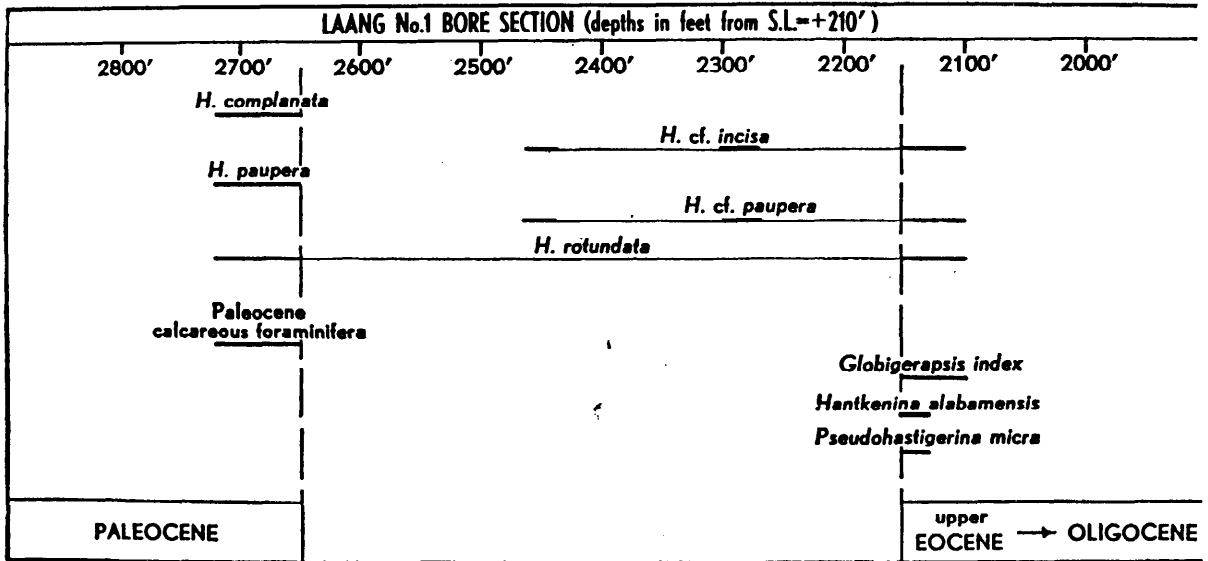 LAANG No.1 BORE SECTION (depths in feet from S.L.=+210')
2800' 2700' 2600' 2500' 2400' 2300' 2200' 2100' 2000'
H. complanata
H. cf. incisa
H. paupera
H. cf. paupera
H. rotundata
Paleocene
calcareous foraminifera
Globigerapsis index
Hantkenina alabamensis
Pseudohastigerina micra
PALEOCENE
upper
EOCENE → OLIGOCENE